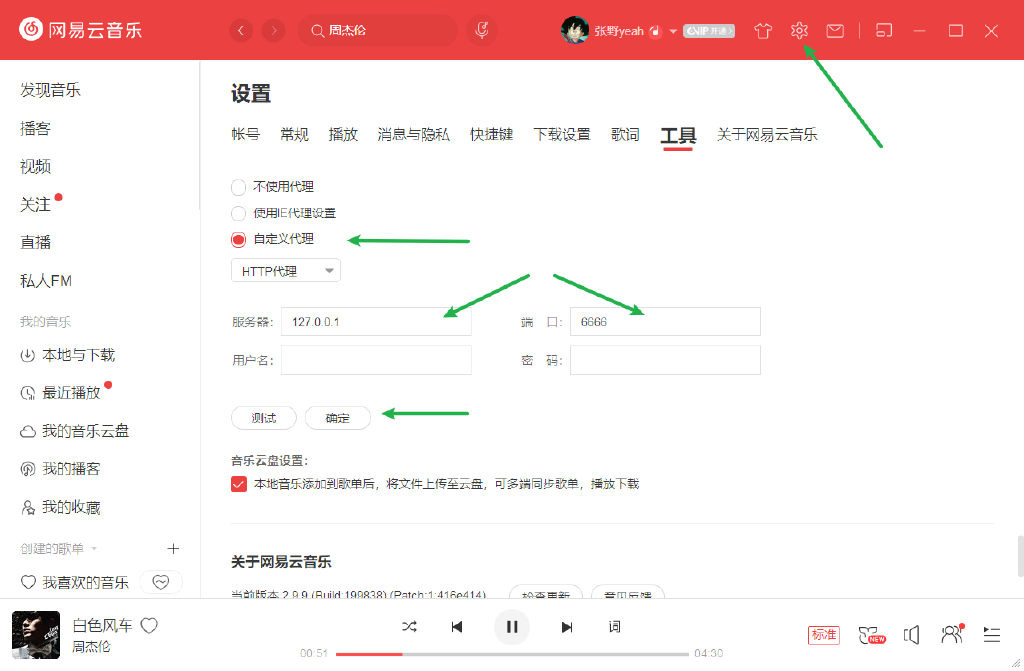 网易云音乐
周杰伦
张野yeah
CVIP开通
设置
帐号 常规 播放 消息与隐私 快捷键 下载设置 歌词 工具 关于网易云音乐
发现音乐
播客
视频
关注
直播
私人FM
我的音乐
本地与下载
最近播放
我的音乐云盘
我的播客
我的收藏
创建的歌单
我喜欢的音乐
不使用代理
使用IE代理设置
自定义代理
HTTP代理
服务器: 127.0.0.1 端 口: 6666
用户名: 密 码:
测试 确定
音乐云盘设置:
本地音乐添加到歌单后，将文件上传至云盘，可多端同步歌单，播放下载
关于网易云音乐
当前版本 2.9.9 (Build:199838) (Patch:1:416e414) 检查更新 意见反馈
白色风车
周杰伦
词
00:51 04:30
标准
NEW